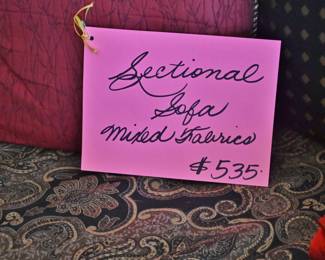 Sectional
Sofa
Mixed Fabrics
$535.